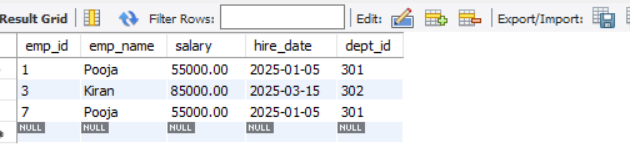 Result Grid Filter Rows: Edit: Export/Import:
emp_id emp_name salary hire_date dept_id
1 Pooja 55000.00 2025-01-05 301
3 Kiran 85000.00 2025-03-15 302
7 Pooja 55000.00 2025-01-05 301
NULL NULL NULL NULL NULL